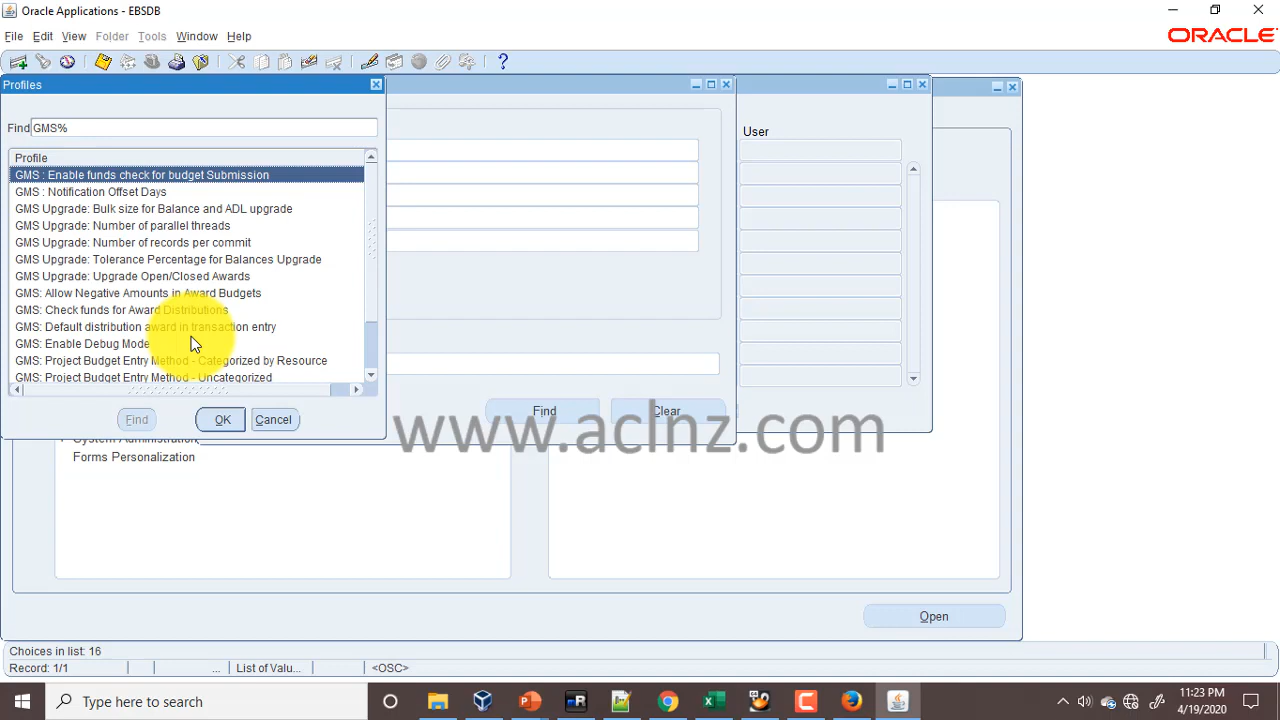 Oracle Applications - EBSDB
File Edit View Folder Tools Window Help
ORACLE
Profiles
Find GMS%
Profile
GMS : Enable funds check for budget Submission
GMS : Notification Offset Days
GMS Upgrade: Bulk size for Balance and ADL upgrade
GMS Upgrade: Number of parallel threads
GMS Upgrade: Number of records per commit
GMS Upgrade: Tolerance Percentage for Balances Upgrade
GMS Upgrade: Upgrade Open/Closed Awards
GMS: Allow Negative Amounts in Award Budgets
GMS: Check funds for Award Distributions
GMS: Default distribution award in transaction entry
GMS: Enable Debug Mode
GMS: Project Budget Entry Method - Categorized by Resource
GMS: Project Budget Entry Method - Uncategorized
Find OK Cancel
User
Find Clear
www.aclnz.com
System Administration
Forms Personalization
Open
Choices in list: 16
Record: 1/1 ... List of Valu... <OSC>
Type here to search
11:23 PM
4/19/2020